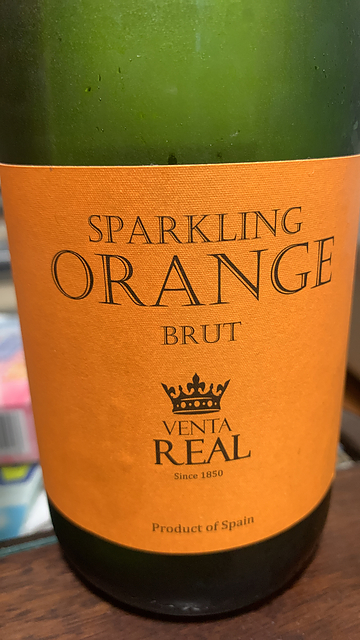 SPARKLING
ORANGE
BRUT
VENTA
REAL
Since 1850
Product of Spain